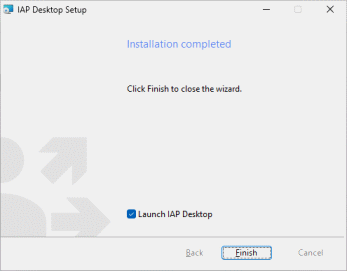 IAP Desktop Setup
Installation completed
Click Finish to close the wizard.
Launch IAP Desktop
Back Finish Cancel